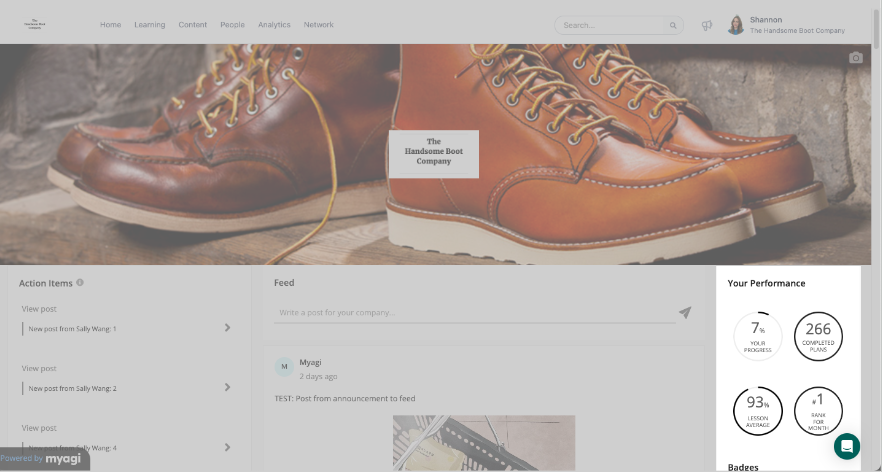 The
Handsome Boot
Company
Home Learning Content People Analytics Network
Search...
Shannon
The Handsome Boot Company
The
Handsome Boot
Company
Action Items
View post
New post from Sally Wang: 1
View post
New post from Sally Wang: 2
View post
New post from Sally Wang: 4
Powered by myagi
Feed
Write a post for your company...
M
Myagi
2 days ago
TEST: Post from announcement to feed
Your Performance
7%
YOUR
PROGRESS
266
COMPLETED
PLANS
93%
LESSON
AVERAGE
#1
RANK
FOR
MONTH
Badges